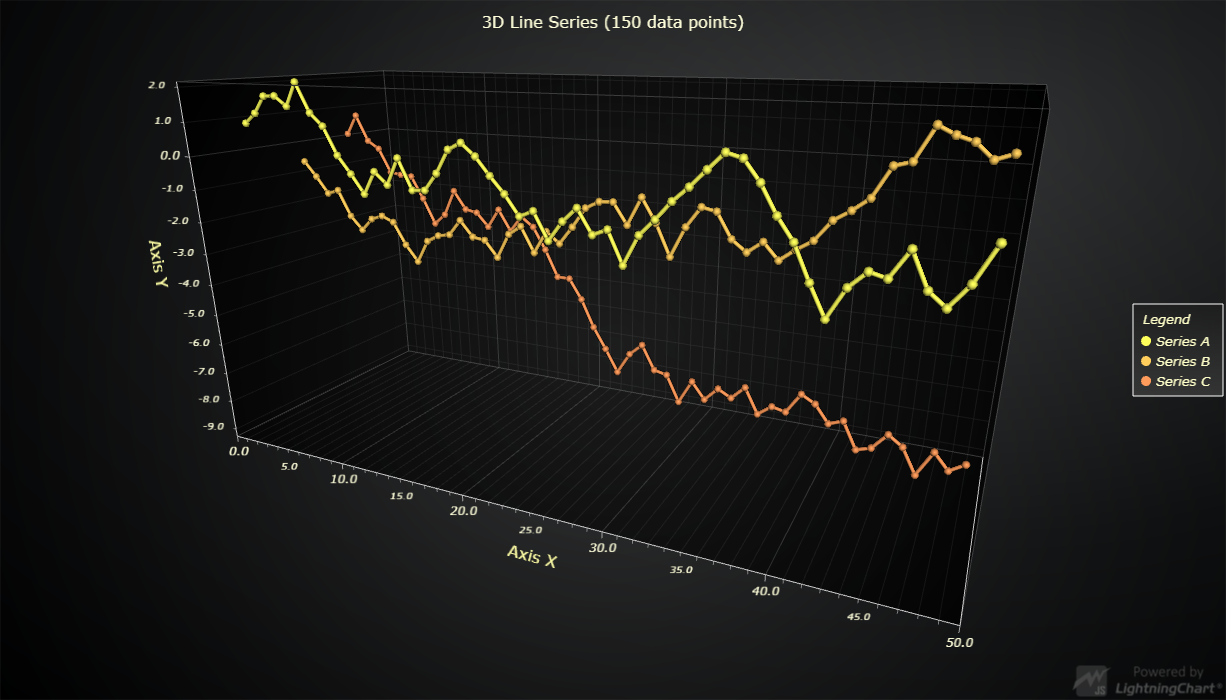 3D Line Series (150 data points)
2.0
1.0
0.0
-1.0
-2.0
-3.0
-4.0
-5.0
-6.0
-7.0
-8.0
-9.0
Axis Y
0.0
5.0
10.0
15.0
20.0
25.0
30.0
35.0
40.0
45.0
50.0
Axis X
Legend
Series A
Series B
Series C
JS
Powered by
LightningChart®